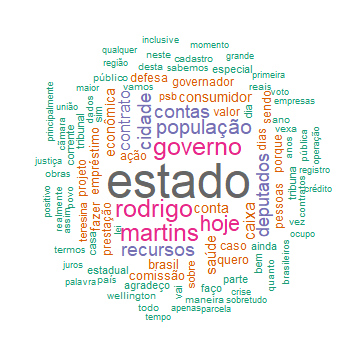 inclusive momento
qualquer cadastro grande
região neste
desta sabemos especial primeira
público vamos defesa governador reais
maior psb consumidor voto
união dados sim contrato cidade contas valor dia empresas
principalmente câmara tribunal econômica população dias sendo ano pública
corrente empréstimo ação governo porque vexa anos operação
justiça projeto estado deputados tribuna registro
obras teresina rodrigo hoje caixa pessoas contratos crédito
positivo novo fazer prestação lei martins conta vez
realmente assim casa recursos saúde caso ainda brasileiros
termos estadual brasil sobre quero bem quanto ocupo
juros país agradeço comissão parte
palavra wellington vai faço crise
maneira sobretudo
todo apenas parcela
tempo